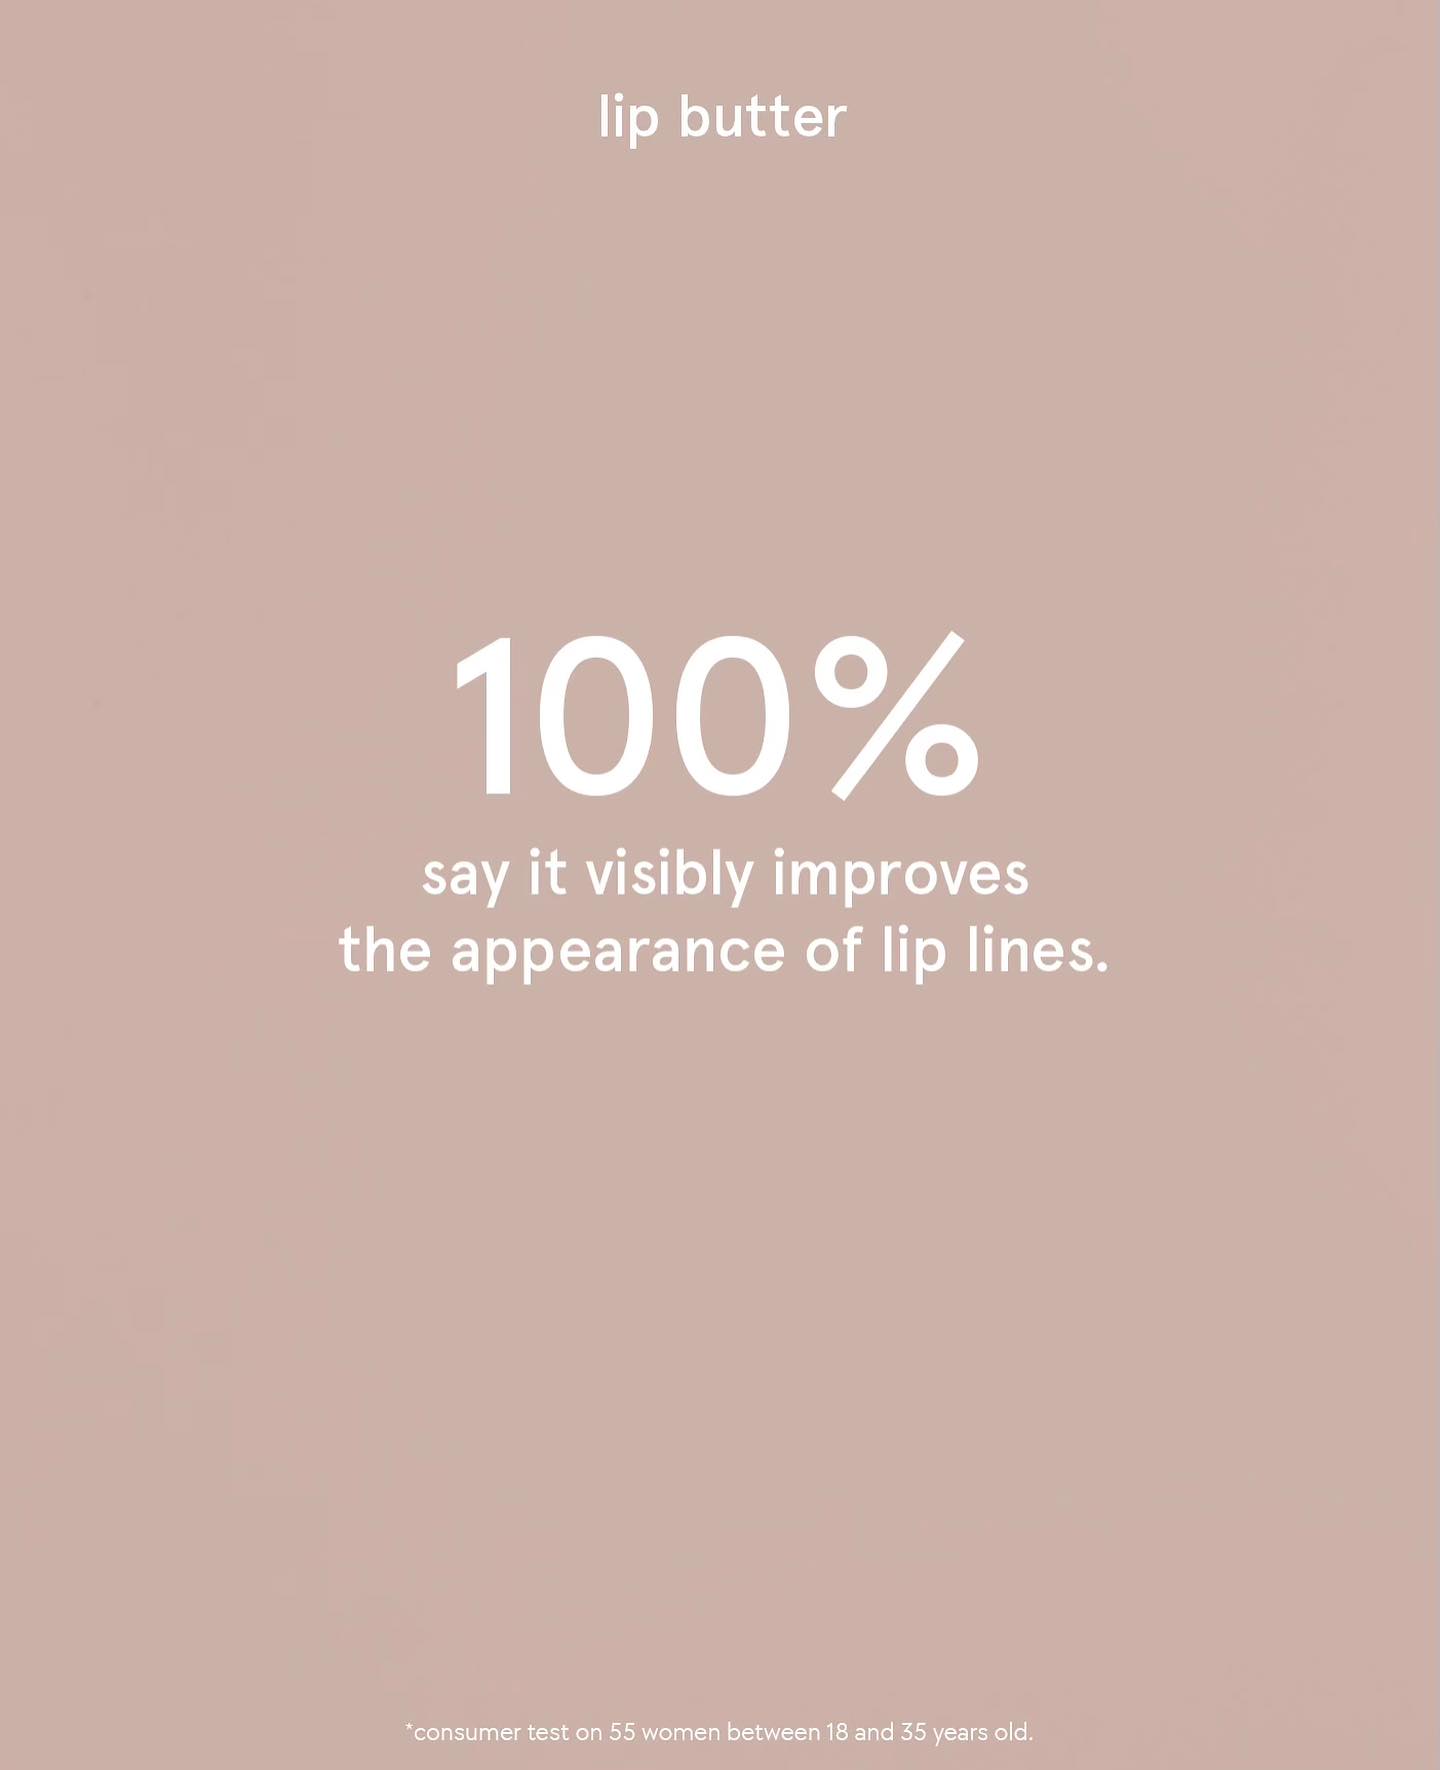 lip butter
100%
say it visibly improves
the appearance of lip lines.
*consumer test on 55 women between 18 and 35 years old.